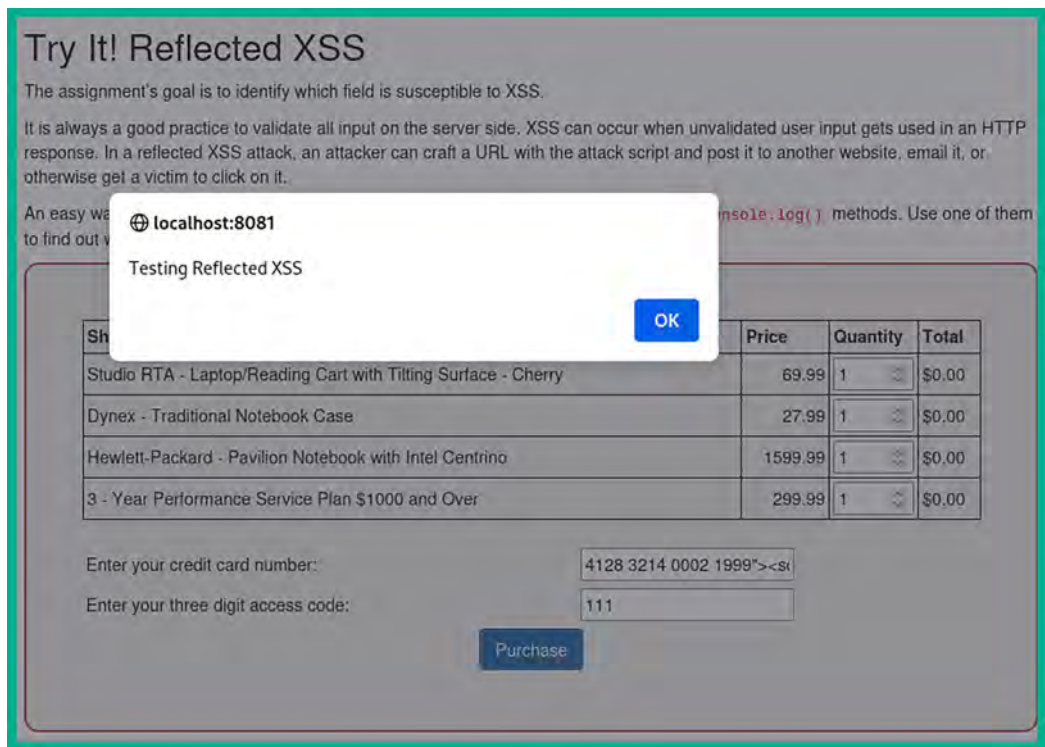 Try It! Reflected XSS
The assignment's goal is to identify which field is susceptible to XSS.
It is always a good practice to validate all input on the server side. XSS can occur when unvalidated user input gets used in an HTTP
response. In a reflected XSS attack, an attacker can craft a URL with the attack script and post it to another website, email it, or
otherwise get a victim to click on it.
An easy methods. Use one of them
to find out
localhost:8081
Testing Reflected XSS
OK
Price Quantity Total
Studio RTA - Laptop/Reading Cart with Tilting Surface - Cherry 69.99 1 $0.00
Dynex - Traditional Notebook Case 27.99 1 $0.00
Hewlett-Packard - Pavilion Notebook with Intel Centrino 1599.99 1 $0.00
3 - Year Performance Service Plan $1000 and Over 299.99 1 $0.00
Enter your credit card number: 4128 3214 0002 1999"><s
Enter your three digit access code: 111
Purchase